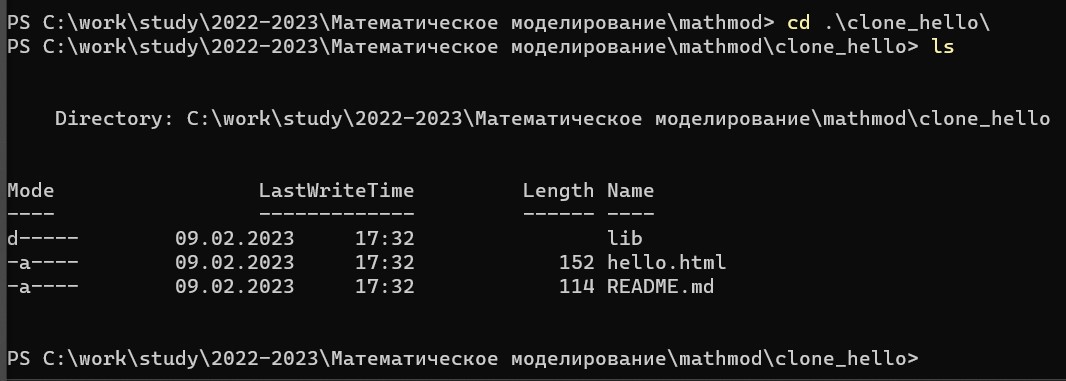 PS C:\work\study\2022-2023\Математическое моделирование\mathmod> cd .\clone_hello\
PS C:\work\study\2022-2023\Математическое моделирование\mathmod\clone_hello> ls
Directory: C:\work\study\2022-2023\Математическое моделирование\mathmod\clone_hello
Mode                 LastWriteTime         Length Name
----                 -------------         ------ ----
d-----        09.02.2023     17:32                lib
-a----        09.02.2023     17:32            152 hello.html
-a----        09.02.2023     17:32            114 README.md
PS C:\work\study\2022-2023\Математическое моделирование\mathmod\clone_hello>